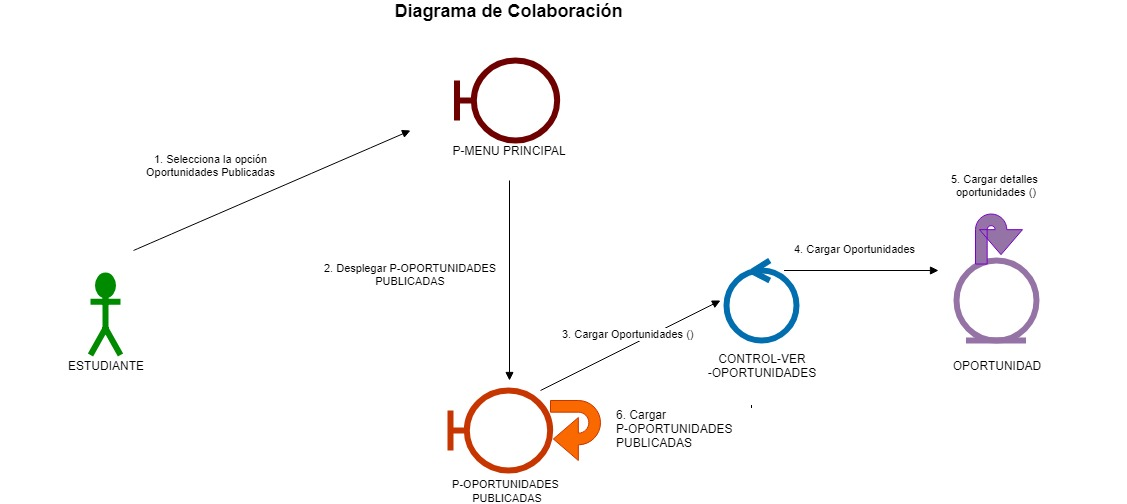 Diagrama de Colaboración
P-MENU PRINCIPAL
1. Selecciona la opción
Oportunidades Publicadas
5. Cargar detalles
oportunidades ()
2. Desplegar P-OPORTUNIDADES
PUBLICADAS
4. Cargar Oportunidades
3. Cargar Oportunidades ()
ESTUDIANTE
CONTROL-VER
-OPORTUNIDADES
OPORTUNIDAD
6. Cargar
P-OPORTUNIDADES
PUBLICADAS
P-OPORTUNIDADES
PUBLICADAS